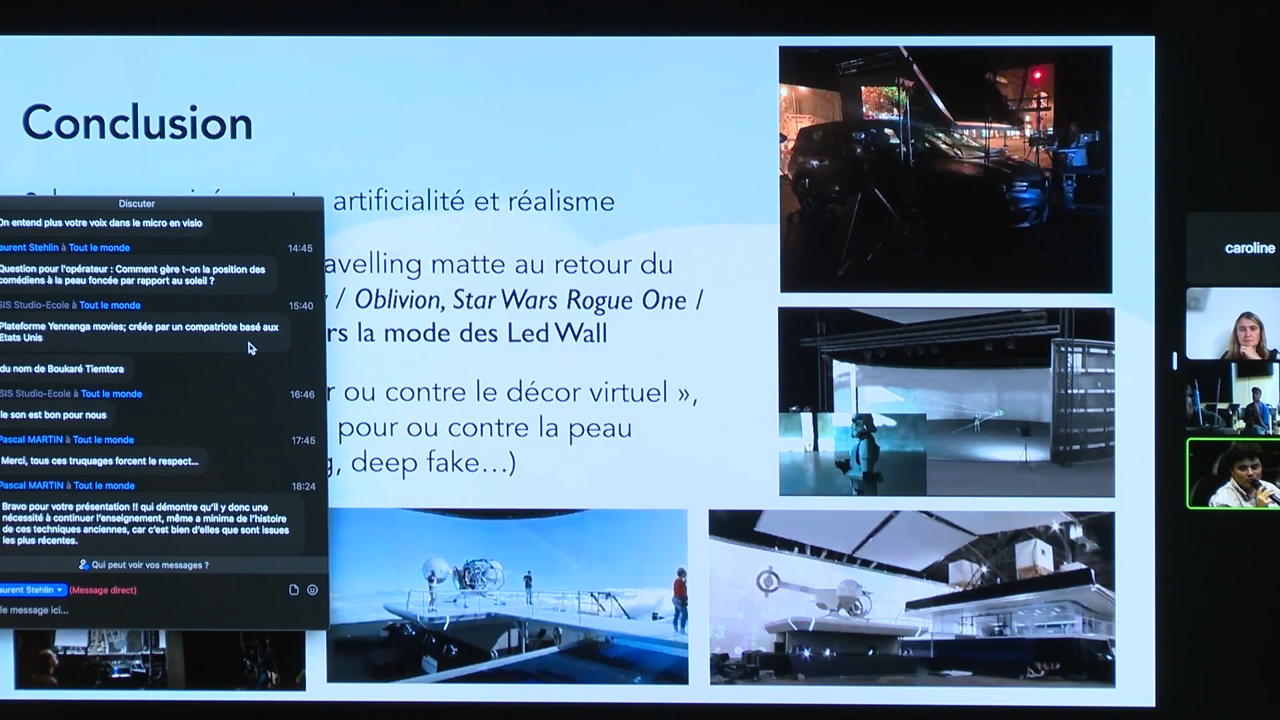 Conclusion
artificialité et réalisme
avelling matte au retour du
/ Oblivion, Star Wars Rogue One /
rs la mode des Led Wall
r ou contre le décor virtuel »,
pour ou contre la peau
g, deep fake…)
Discuter
On entend plus votre voix dans le micro en visio
aurent Stehlin à Tout le monde 14:45
Question pour l'opérateur : Comment gère t-on la position des
comédiens à la peau foncée par rapport au soleil ?
SIS Studio-Ecole à Tout le monde 15:40
Plateforme Yennenga movies; créée par un compatriote basé aux
Etats Unis
du nom de Boukaré Tiemtora
SIS Studio-Ecole à Tout le monde 16:46
le son est bon pour nous
Pascal MARTIN à Tout le monde 17:45
Merci, tous ces truquages forcent le respect...
Pascal MARTIN à Tout le monde 18:24
Bravo pour votre présentation !! qui démontre qu'il y donc une
nécessité à continuer l'enseignement, même a minima de l'histoire
de ces techniques anciennes, car c'est bien d'elles que sont issues
les plus récentes.
Qui peut voir vos messages ?
aurent Stehlin (Message direct)
le message ici...
caroline